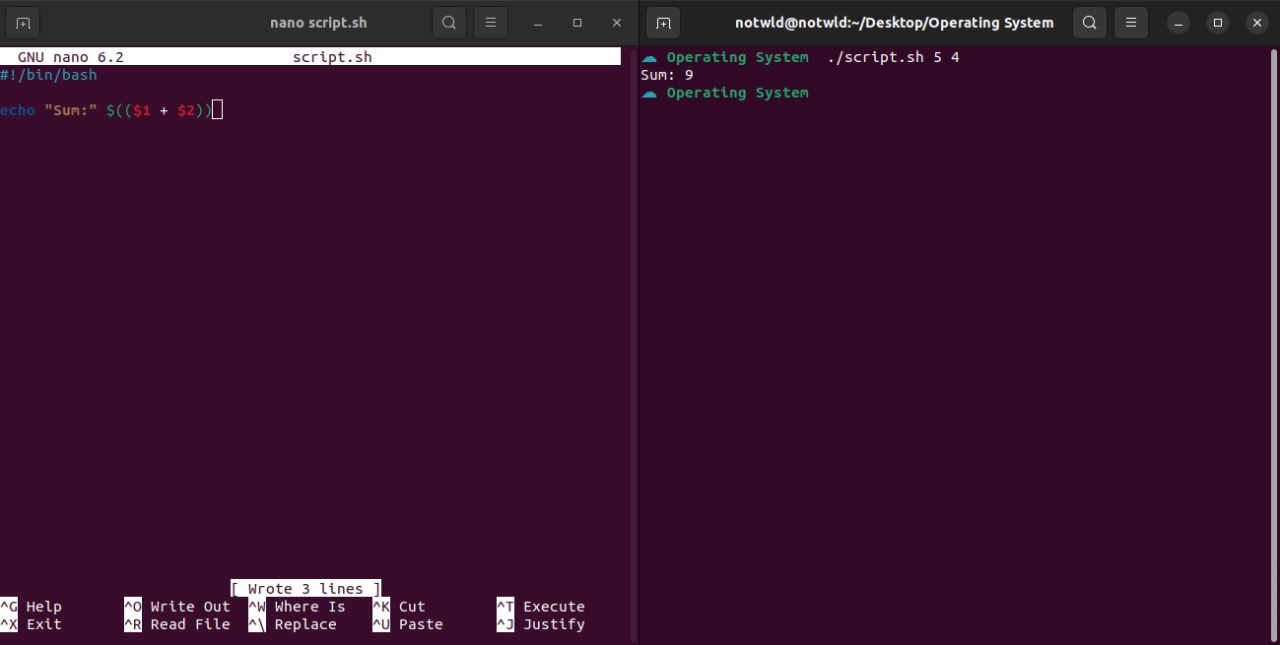 nano script.sh
GNU nano 6.2 script.sh
#!/bin/bash
echo "Sum:" $(($1 + $2))
[ Wrote 3 lines ]
^G Help ^O Write Out ^W Where Is ^K Cut ^T Execute
^X Exit ^R Read File ^\ Replace ^U Paste ^J Justify
notwld@notwld:~/Desktop/Operating System
Operating System ./script.sh 5 4
Sum: 9
Operating System